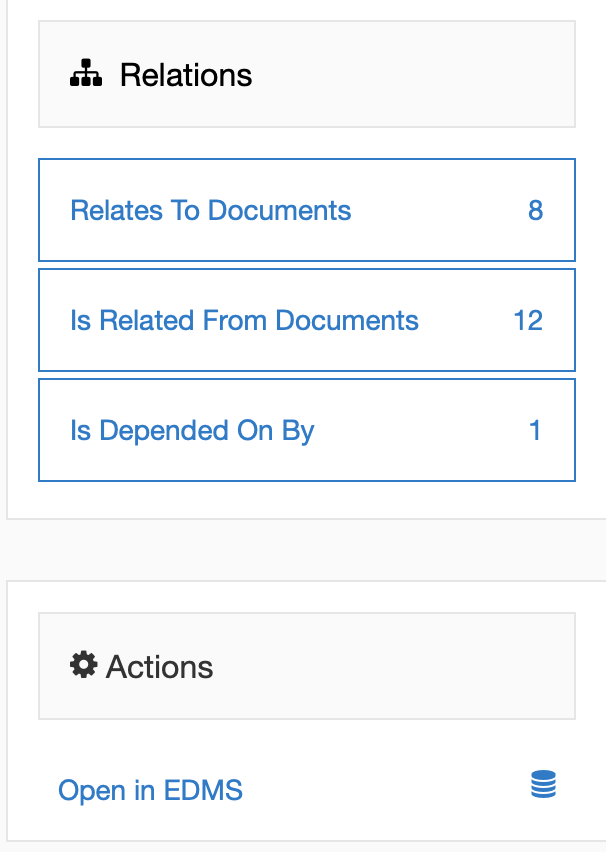 Relations
Relates To Documents 8
Is Related From Documents 12
Is Depended On By 1
Actions
Open in EDMS